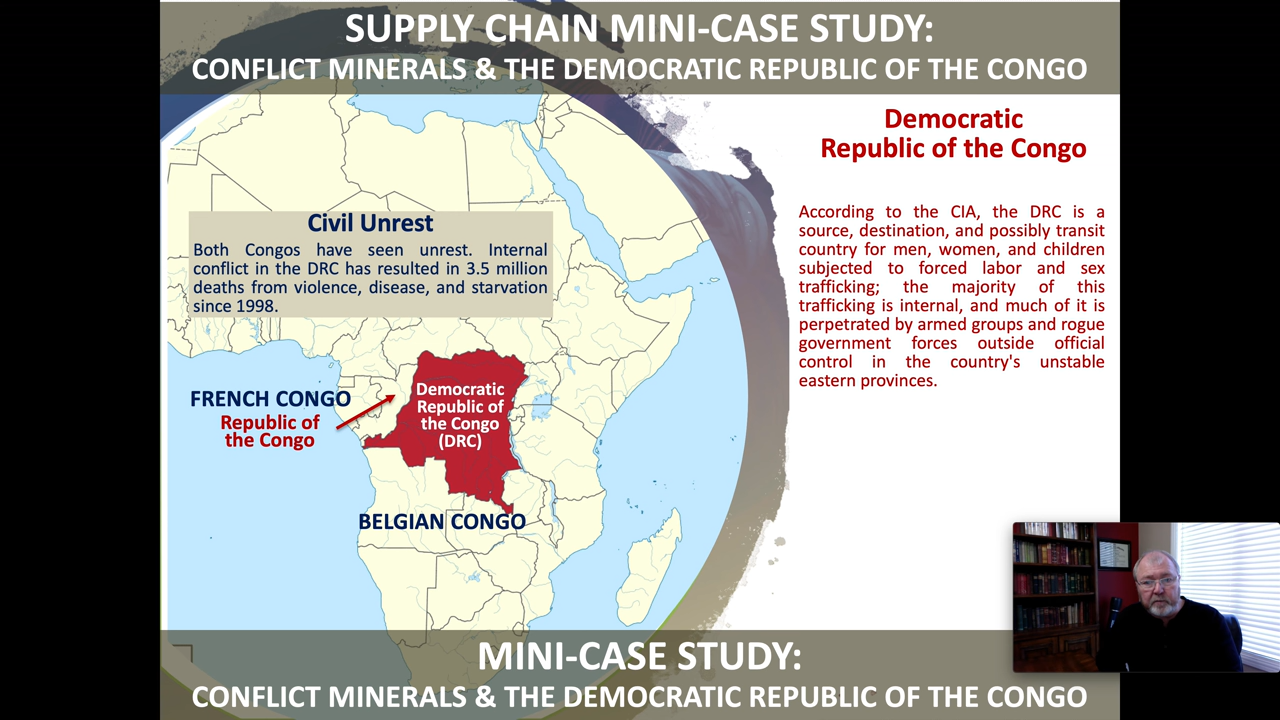 SUPPLY CHAIN MINI-CASE STUDY:
CONFLICT MINERALS & THE DEMOCRATIC REPUBLIC OF THE CONGO
Democratic
Republic of the Congo
According to the CIA, the DRC is a
source, destination, and possibly transit
country for men, women, and children
subjected to forced labor and sex
trafficking; the majority of this
trafficking is internal, and much of it is
perpetrated by armed groups and rogue
government forces outside official
control in the country's unstable
eastern provinces.
Civil Unrest
Both Congos have seen unrest. Internal
conflict in the DRC has resulted in 3.5 million
deaths from violence, disease, and starvation
since 1998.
FRENCH CONGO
Republic of
the Congo
Democratic
Republic of
the Congo
(DRC)
BELGIAN CONGO
MINI-CASE STUDY:
CONFLICT MINERALS & THE DEMOCRATIC REPUBLIC OF THE CONGO